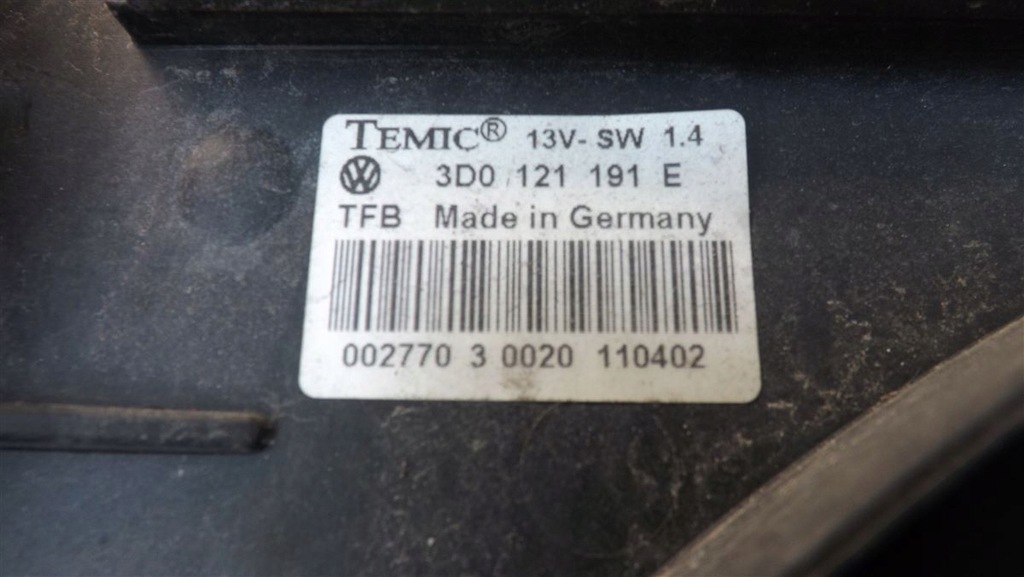 TEMIC® 13V- SW 1.4
3D0 121 191 E
TFB Made in Germany
002770 3 0020 110402